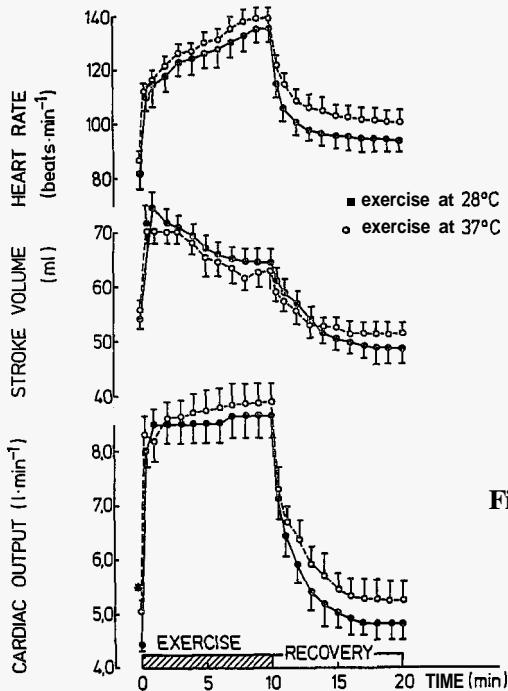 HEART RATE
(beats·min⁻¹)
140
120
100
80
■ exercise at 28°C
○ exercise at 37°C
STROKE VOLUME
(ml)
70
60
50
40
CARDIAC OUTPUT (l·min⁻¹)
8,0
7,0
6,0
5,0
4,0
*
Fi
EXERCISE
RECOVERY
0
5
10
15
20
TIME (min)